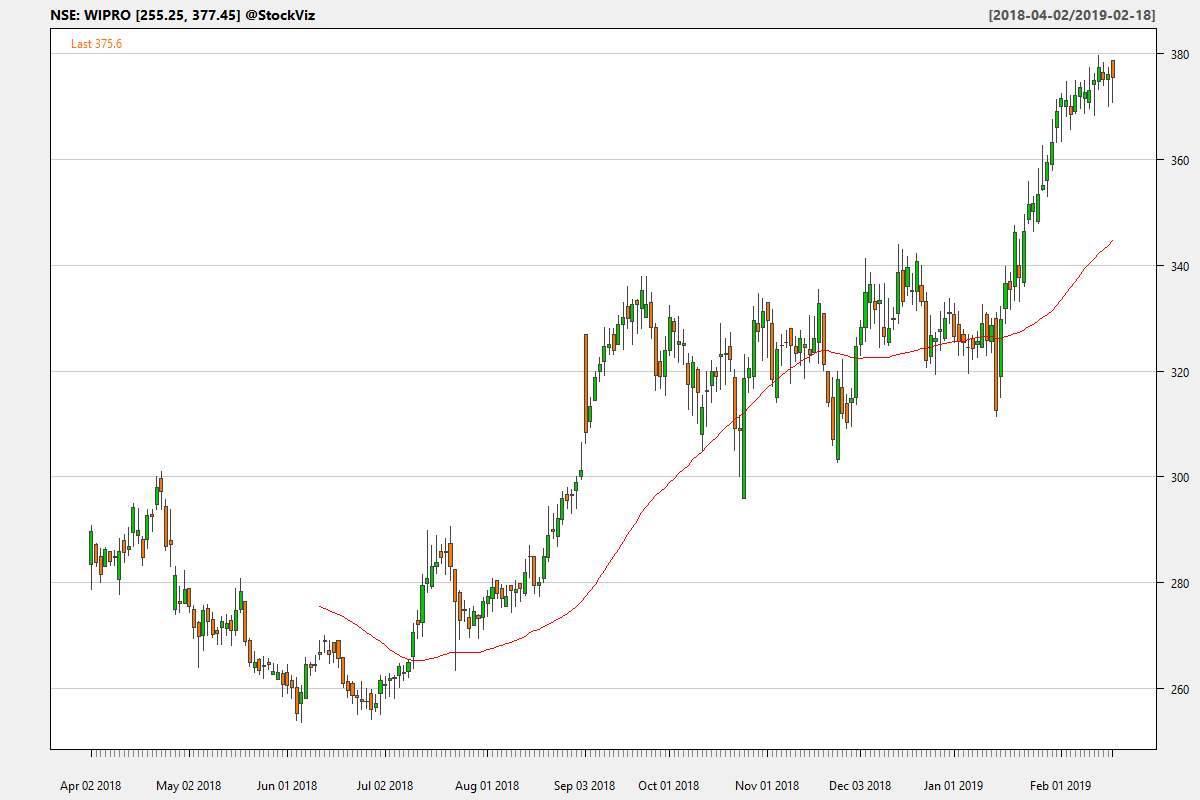 NSE: WIPRO [255.25, 377.45] @StockViz [2018-04-02/2019-02-18]
Last 375.6
380
360
340
320
300
280
260
Apr 02 2018 May 02 2018 Jun 01 2018 Jul 02 2018 Aug 01 2018 Sep 03 2018 Oct 01 2018 Nov 01 2018 Dec 03 2018 Jan 01 2019 Feb 01 2019